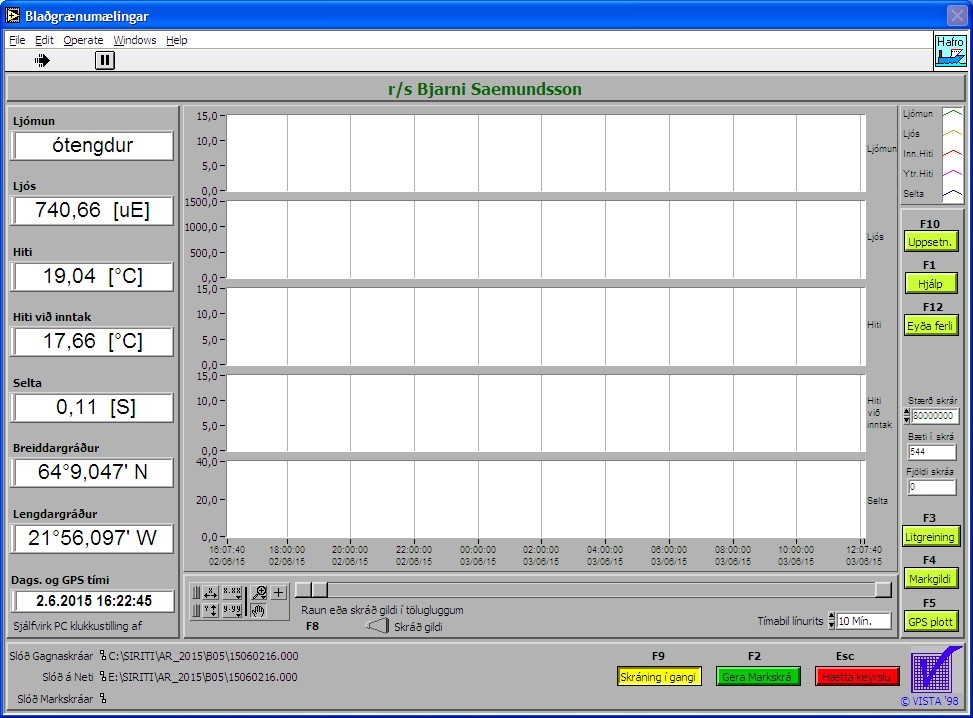 Blaðgrænumælingar
File Edit Operate Windows Help
Hafro
r/s Bjarni Saemundsson
Ljómun
ótengdur
Ljós
740,66 [uE]
Hiti
19,04 [°C]
Hiti við inntak
17,66 [°C]
Selta
0,11 [S]
Breiddargráður
64°9,047' N
Lengdargráður
21°56,097' W
Dags. og GPS tími
2.6.2015 16:22:45
Sjálfvirk PC klukkustilling af
15,0
10,0
5,0
0,0
Ljómun
1500,0
1000,0
500,0
0,0
Ljós
15,0
10,0
5,0
0,0
Hiti
15,0
10,0
5,0
0,0
Hiti
við
inntak
40,0
20,0
0,0
Selta
16:07:40 18:00:00 20:00:00 22:00:00 00:00:00 02:00:00 04:00:00 06:00:00 08:00:00 10:00:00 12:07:40
02/06/15 02/06/15 02/06/15 02/06/15 03/06/15 03/06/15 03/06/15 03/06/15 03/06/15 03/06/15 03/06/15
X X.XX
Y Y.YY
Raun eða skráð gildi í tölugluggum
F8 Skráð gildi
Tímabil línurits 10 Mín.
Ljómun
Ljós
Inn.Hiti
Ytr.Hiti
Selta
F10
Uppsetn.
F1
Hjálp
F12
Eyða ferli
Stærð skrár
80000000
Bæti í skrá
544
Fjöldi skráa
0
F3
Litgreining
F4
Markgildi
F5
GPS plott
Slóð Gagnaskráar C:\SIRITI\AR_2015\B05\15060216.000
Slóð á Neti E:\SIRITI\AR_2015\B05\15060216.000
Slóð Markskráar
F9
Skráning í gangi
F2
Gera Markskrá
Esc
Hætta keyrslu
© VISTA '98